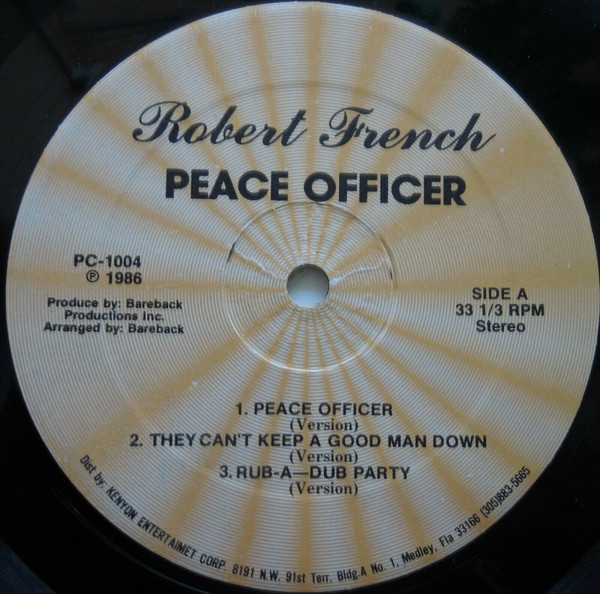 Robert French
PEACE OFFICER
PC-1004
℗ 1986
Produce by: Bareback
Productions Inc.
Arranged by: Bareback
SIDE A
33 1/3 RPM
Stereo
1. PEACE OFFICER
(Version)
2. THEY CAN'T KEEP A GOOD MAN DOWN
(Version)
3. RUB-A—DUB PARTY
(Version)
Dist by. KENYON ENTERTAIMET CORP. 8191 N.W. 91st Terr. Bldg.A No. 1, Medley, Fla 33166 (305)883-5665